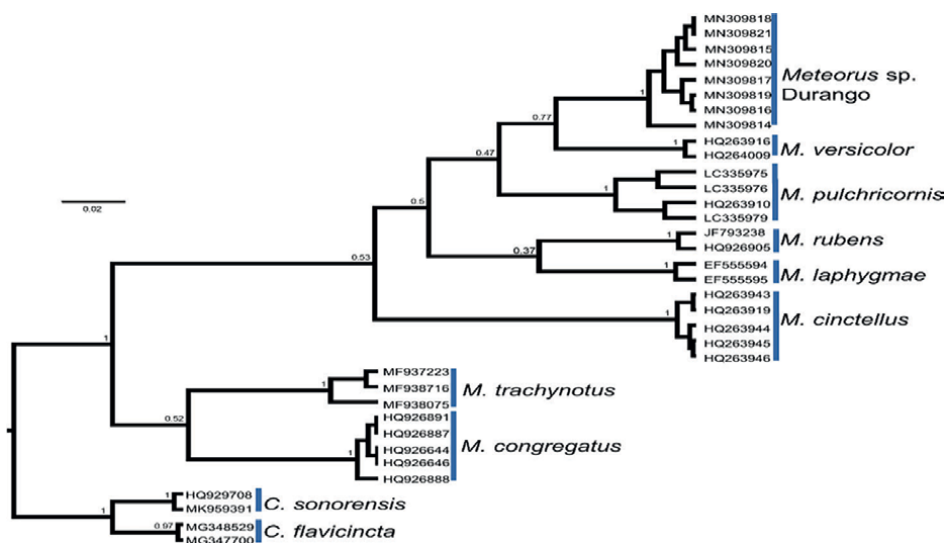 MN309818
MN309821
MN309815
MN309820
MN309817
MN309819
MN309816
MN309814
Meteorus sp.
Durango
1
0.77
HQ263916
HQ264009
1
M. versicolor
0.47
LC335975
LC335976
HQ263910
LC335979
1
M. pulchricornis
0.5
JF793238
HQ926905
1
M. rubens
0.37
EF555594
EF555595
1
M. laphygmae
0.53
HQ263943
HQ263919
HQ263944
HQ263945
HQ263946
1
M. cinctellus
0.02
1
MF937223
MF938716
MF938075
1
M. trachynotus
0.52
HQ926891
HQ926887
HQ926644
HQ926646
HQ926888
1
M. congregatus
HQ929708
MK959391
1
C. sonorensis
1
MG348529
MG347700
0.97
C. flavicincta